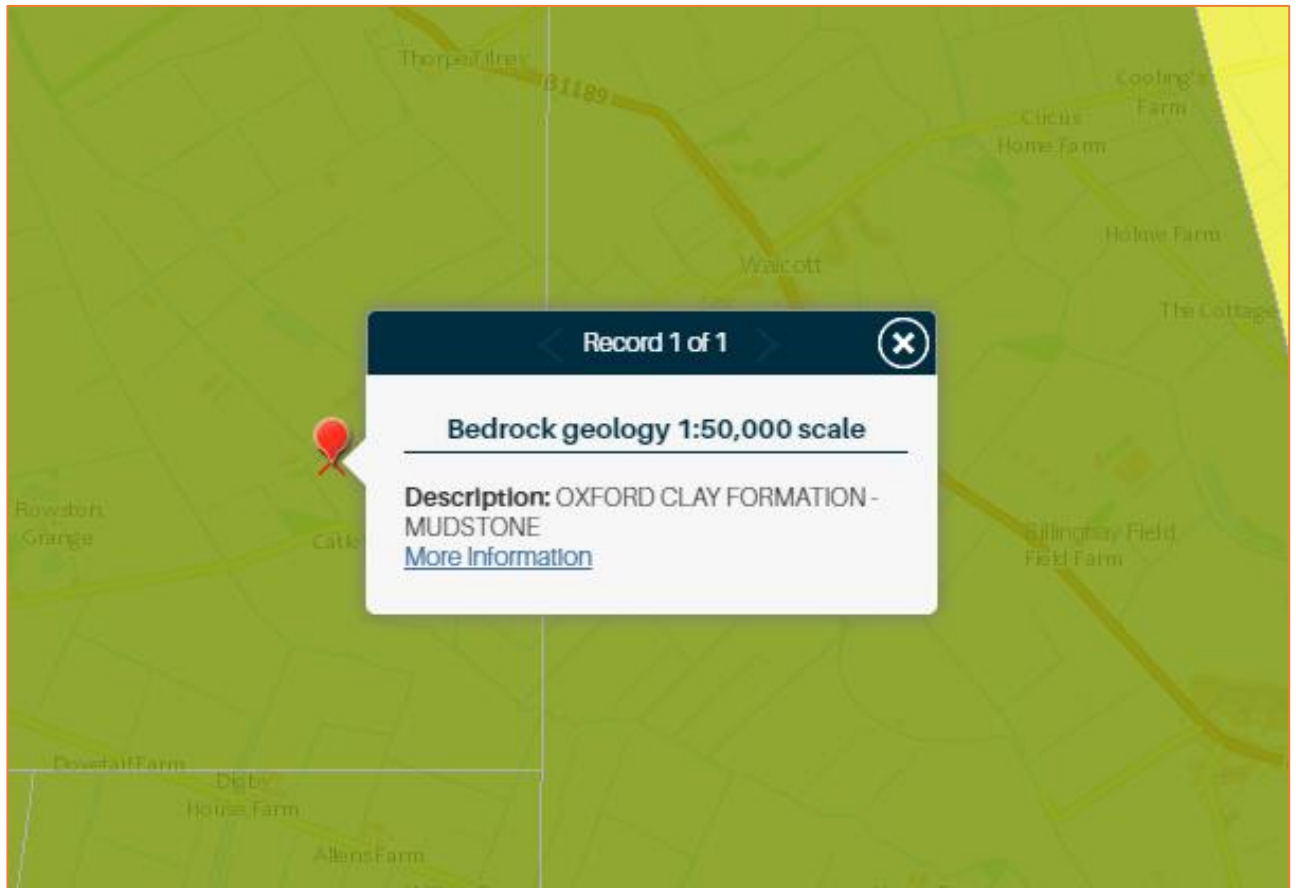 Thorpe Tilney
B1189
Cooling's
Farm
Circus
Home Farm
Holme Farm
Walcott
The Cottage
Record 1 of 1
Bedrock geology 1:50,000 scale
Description: OXFORD CLAY FORMATION -
MUDSTONE
More Information
Rowston
Grange
Billinghay Field
Field Farm
Dovetail Farm
Digby
House Farm
Allens Farm